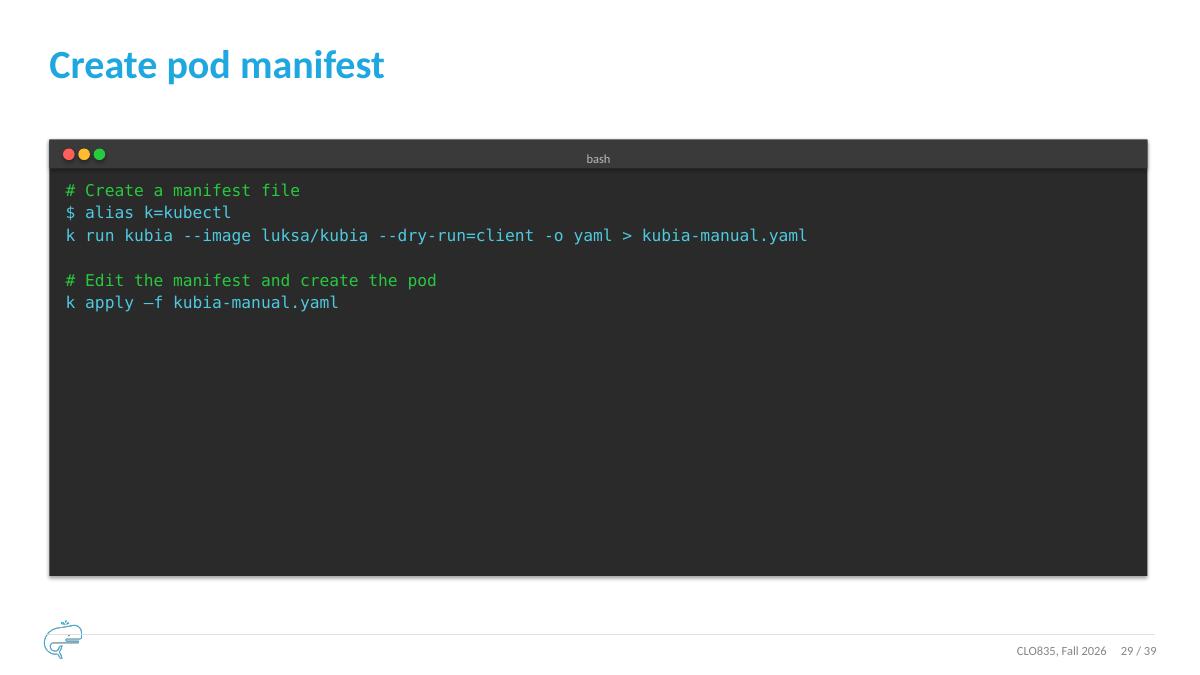 Create pod manifest
bash
# Create a manifest file
$ alias k=kubectl
k run kubia --image luksa/kubia --dry-run=client -o yaml > kubia-manual.yaml
# Edit the manifest and create the pod
k apply –f kubia-manual.yaml
CLO835, Fall 2026 29 / 39